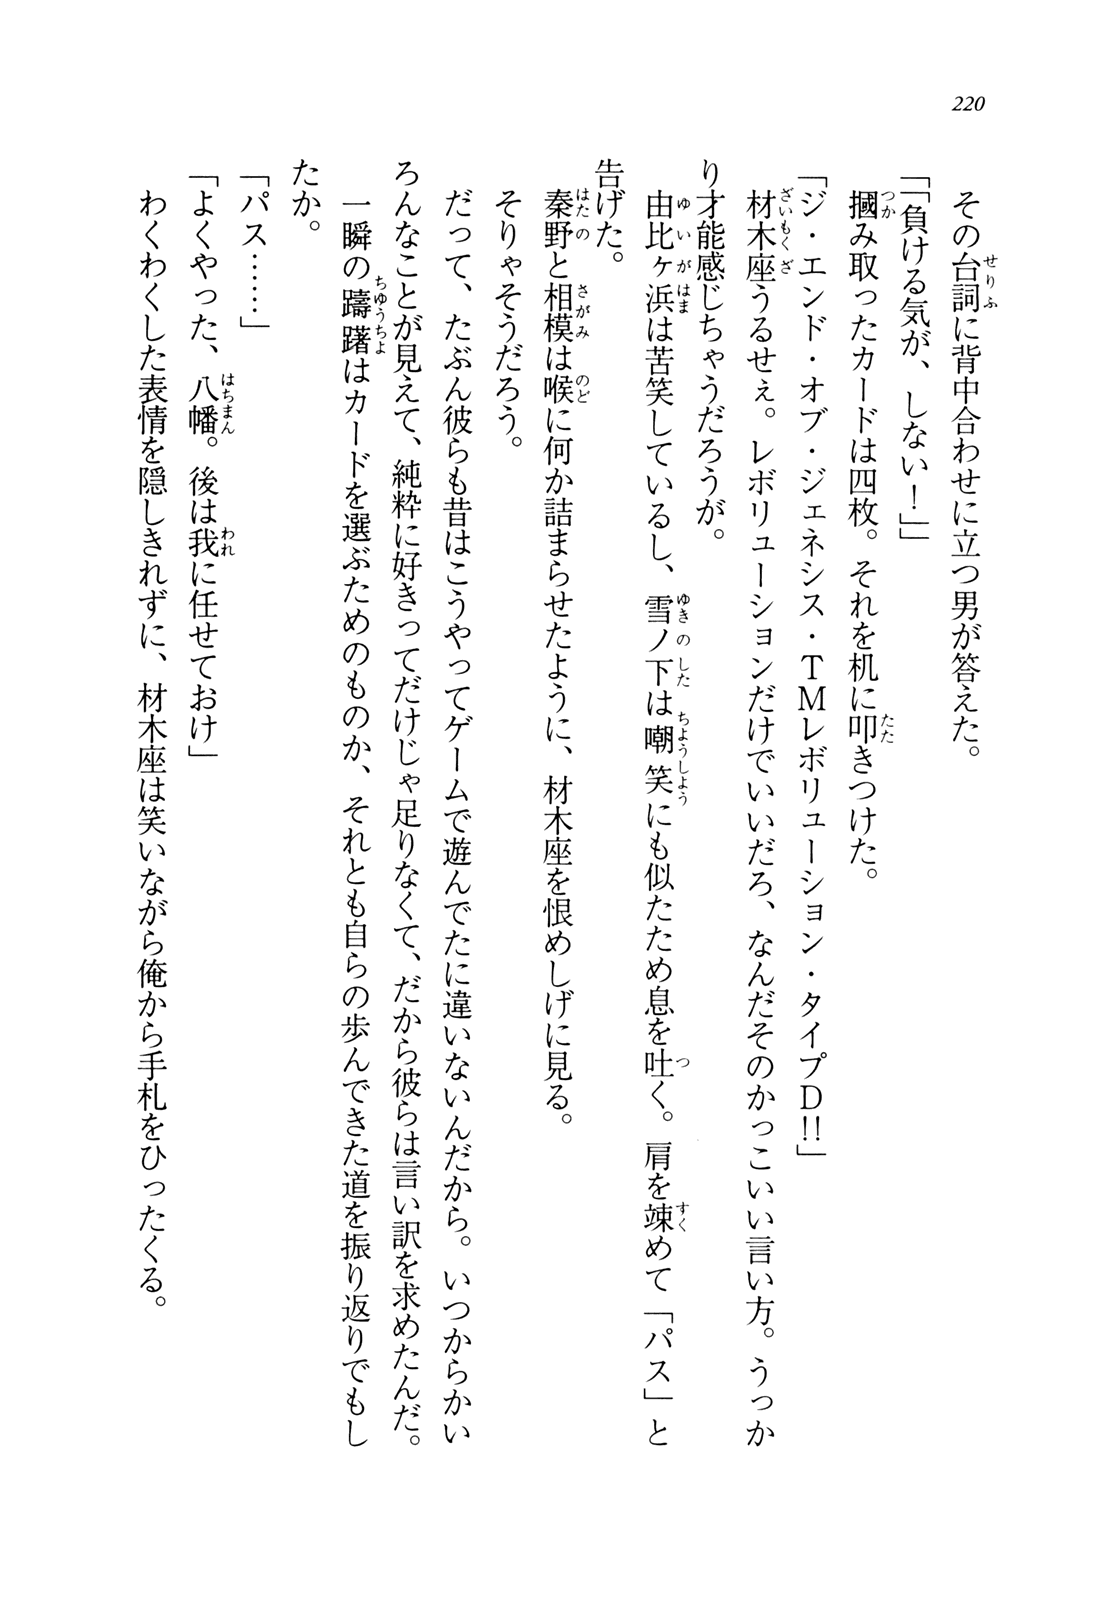 220
その台詞に背中合わせに立つ男が答えた。
「「負ける気が、しない！」」
摑み取ったカードは四枚。それを机に叩きつけた。
「ジ・エンド・オブ・ジェネシス・ＴＭレボリューション・タイプＤ!!」
材木座うるせぇ。レボリューションだけでいいだろ、なんだそのかっこいい言い方。うっか
り才能感じちゃうだろうが。
由比ヶ浜は苦笑しているし、雪ノ下は嘲笑にも似たため息を吐く。肩を竦めて「パス」と
告げた。
秦野と相模は喉に何か詰まらせたように、材木座を恨めしげに見る。
そりゃそうだろう。
だって、たぶん彼らも昔はこうやってゲームで遊んでたに違いないんだから。いつからかい
ろんなことが見えて、純粋に好きってだけじゃ足りなくて、だから彼らは言い訳を求めたんだ。
一瞬の躊躇はカードを選ぶためのものか、それとも自らの歩んできた道を振り返りでもし
たか。
「パス……」
「よくやった、八幡。後は我に任せておけ」
わくわくした表情を隠しきれずに、材木座は笑いながら俺から手札をひったくる。